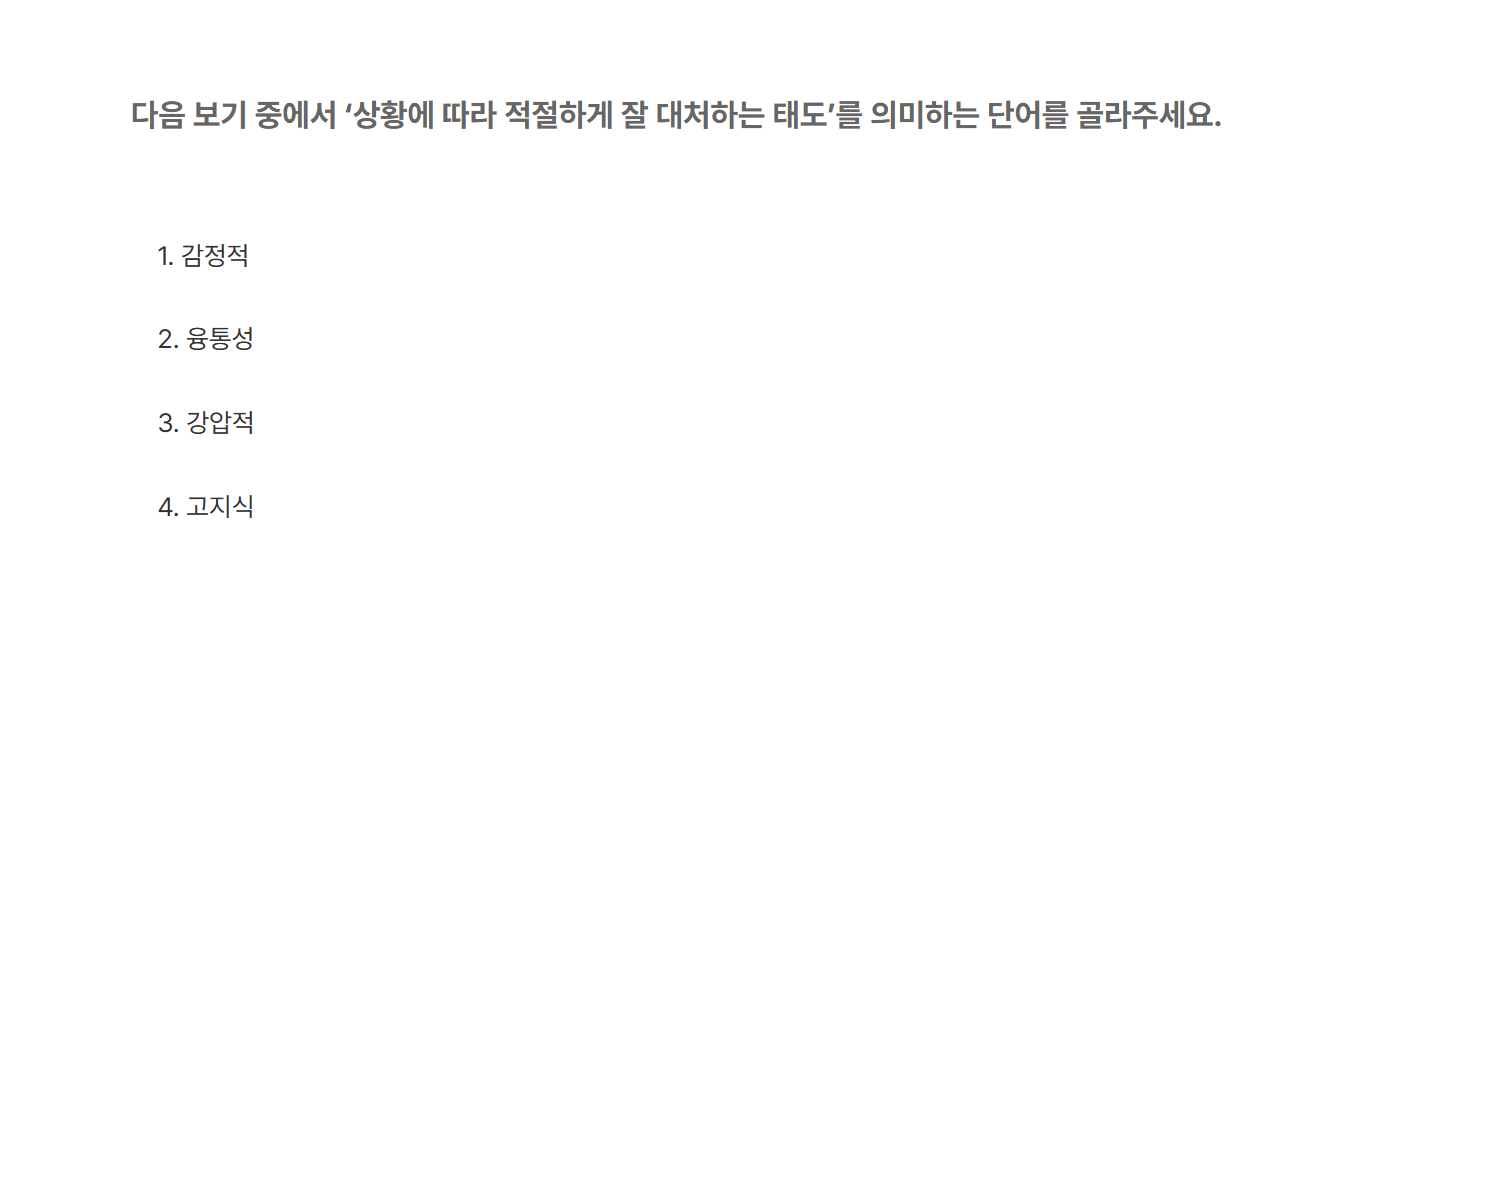 다음 보기 중에서 ‘상황에 따라 적절하게 잘 대처하는 태도’를 의미하는 단어를 골라주세요.
1. 감정적
2. 융통성
3. 강압적
4. 고지식